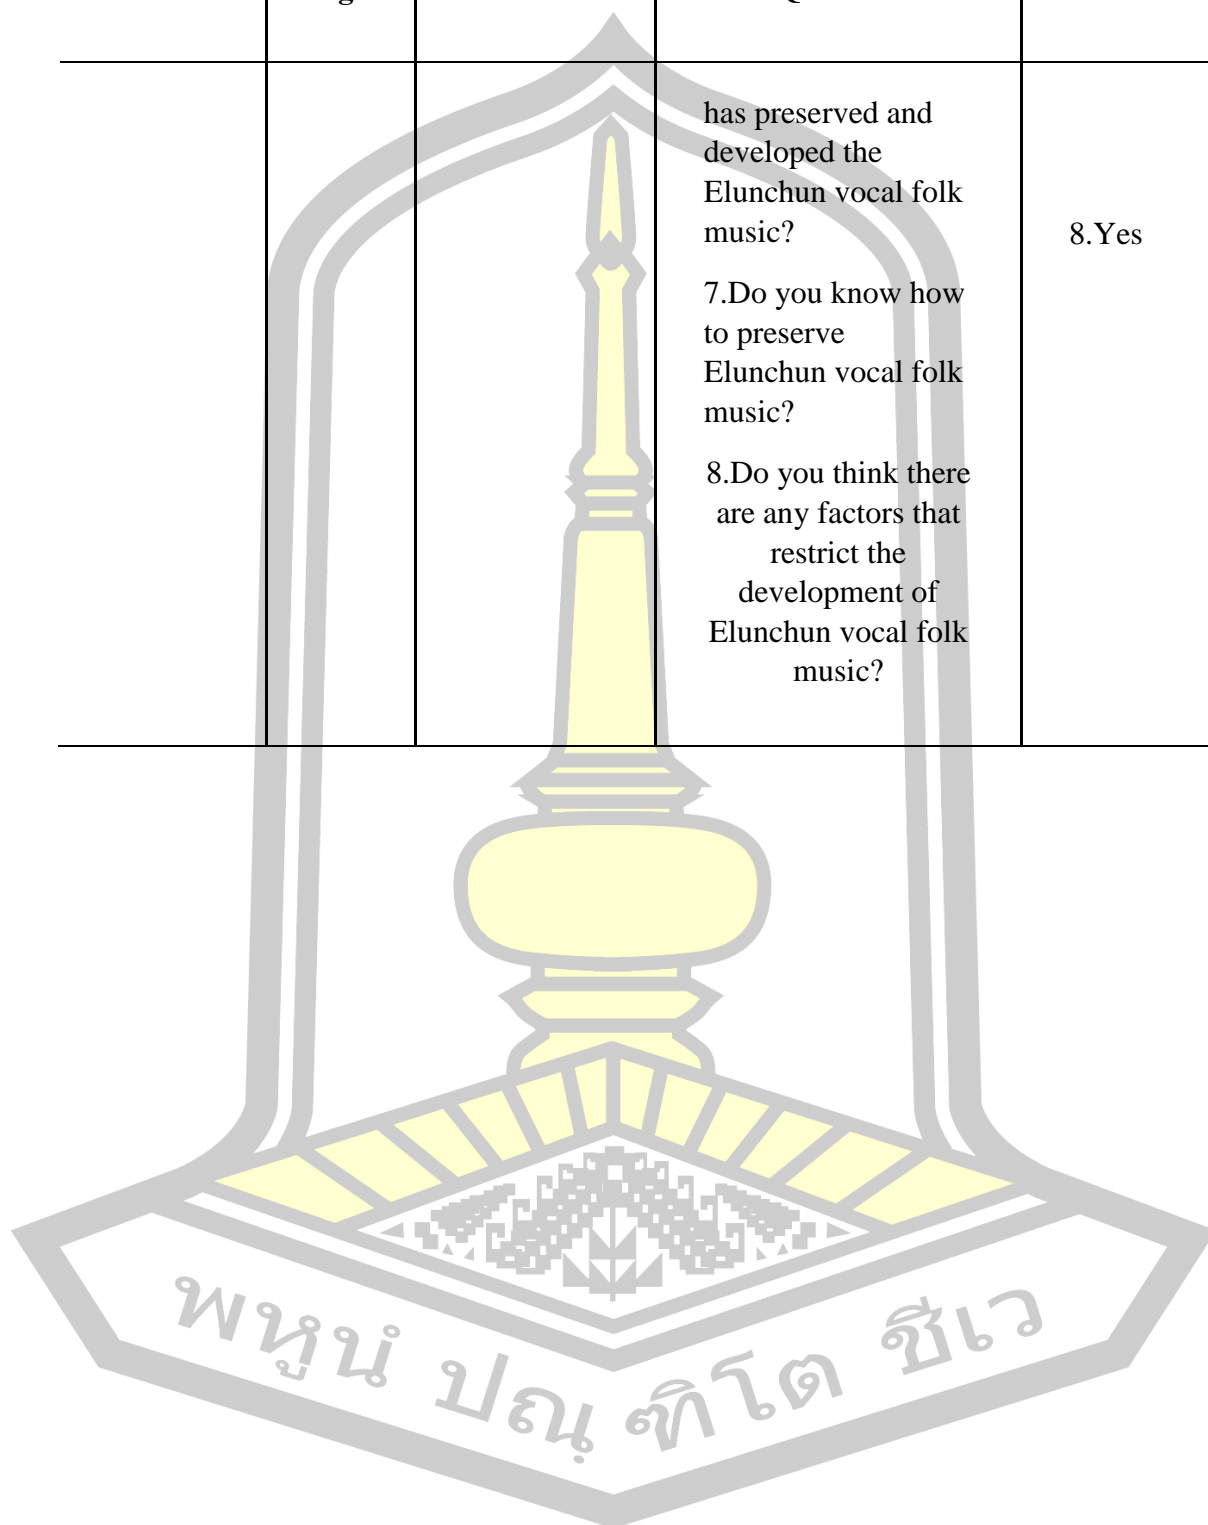 has preserved and
developed the
Elunchun vocal folk
music?
8.Yes
7.Do you know how
to preserve
Elunchun vocal folk
music?
8.Do you think there
are any factors that
restrict the
development of
Elunchun vocal folk
music?
พหูนํ ปณฺฑิโต ชีเว